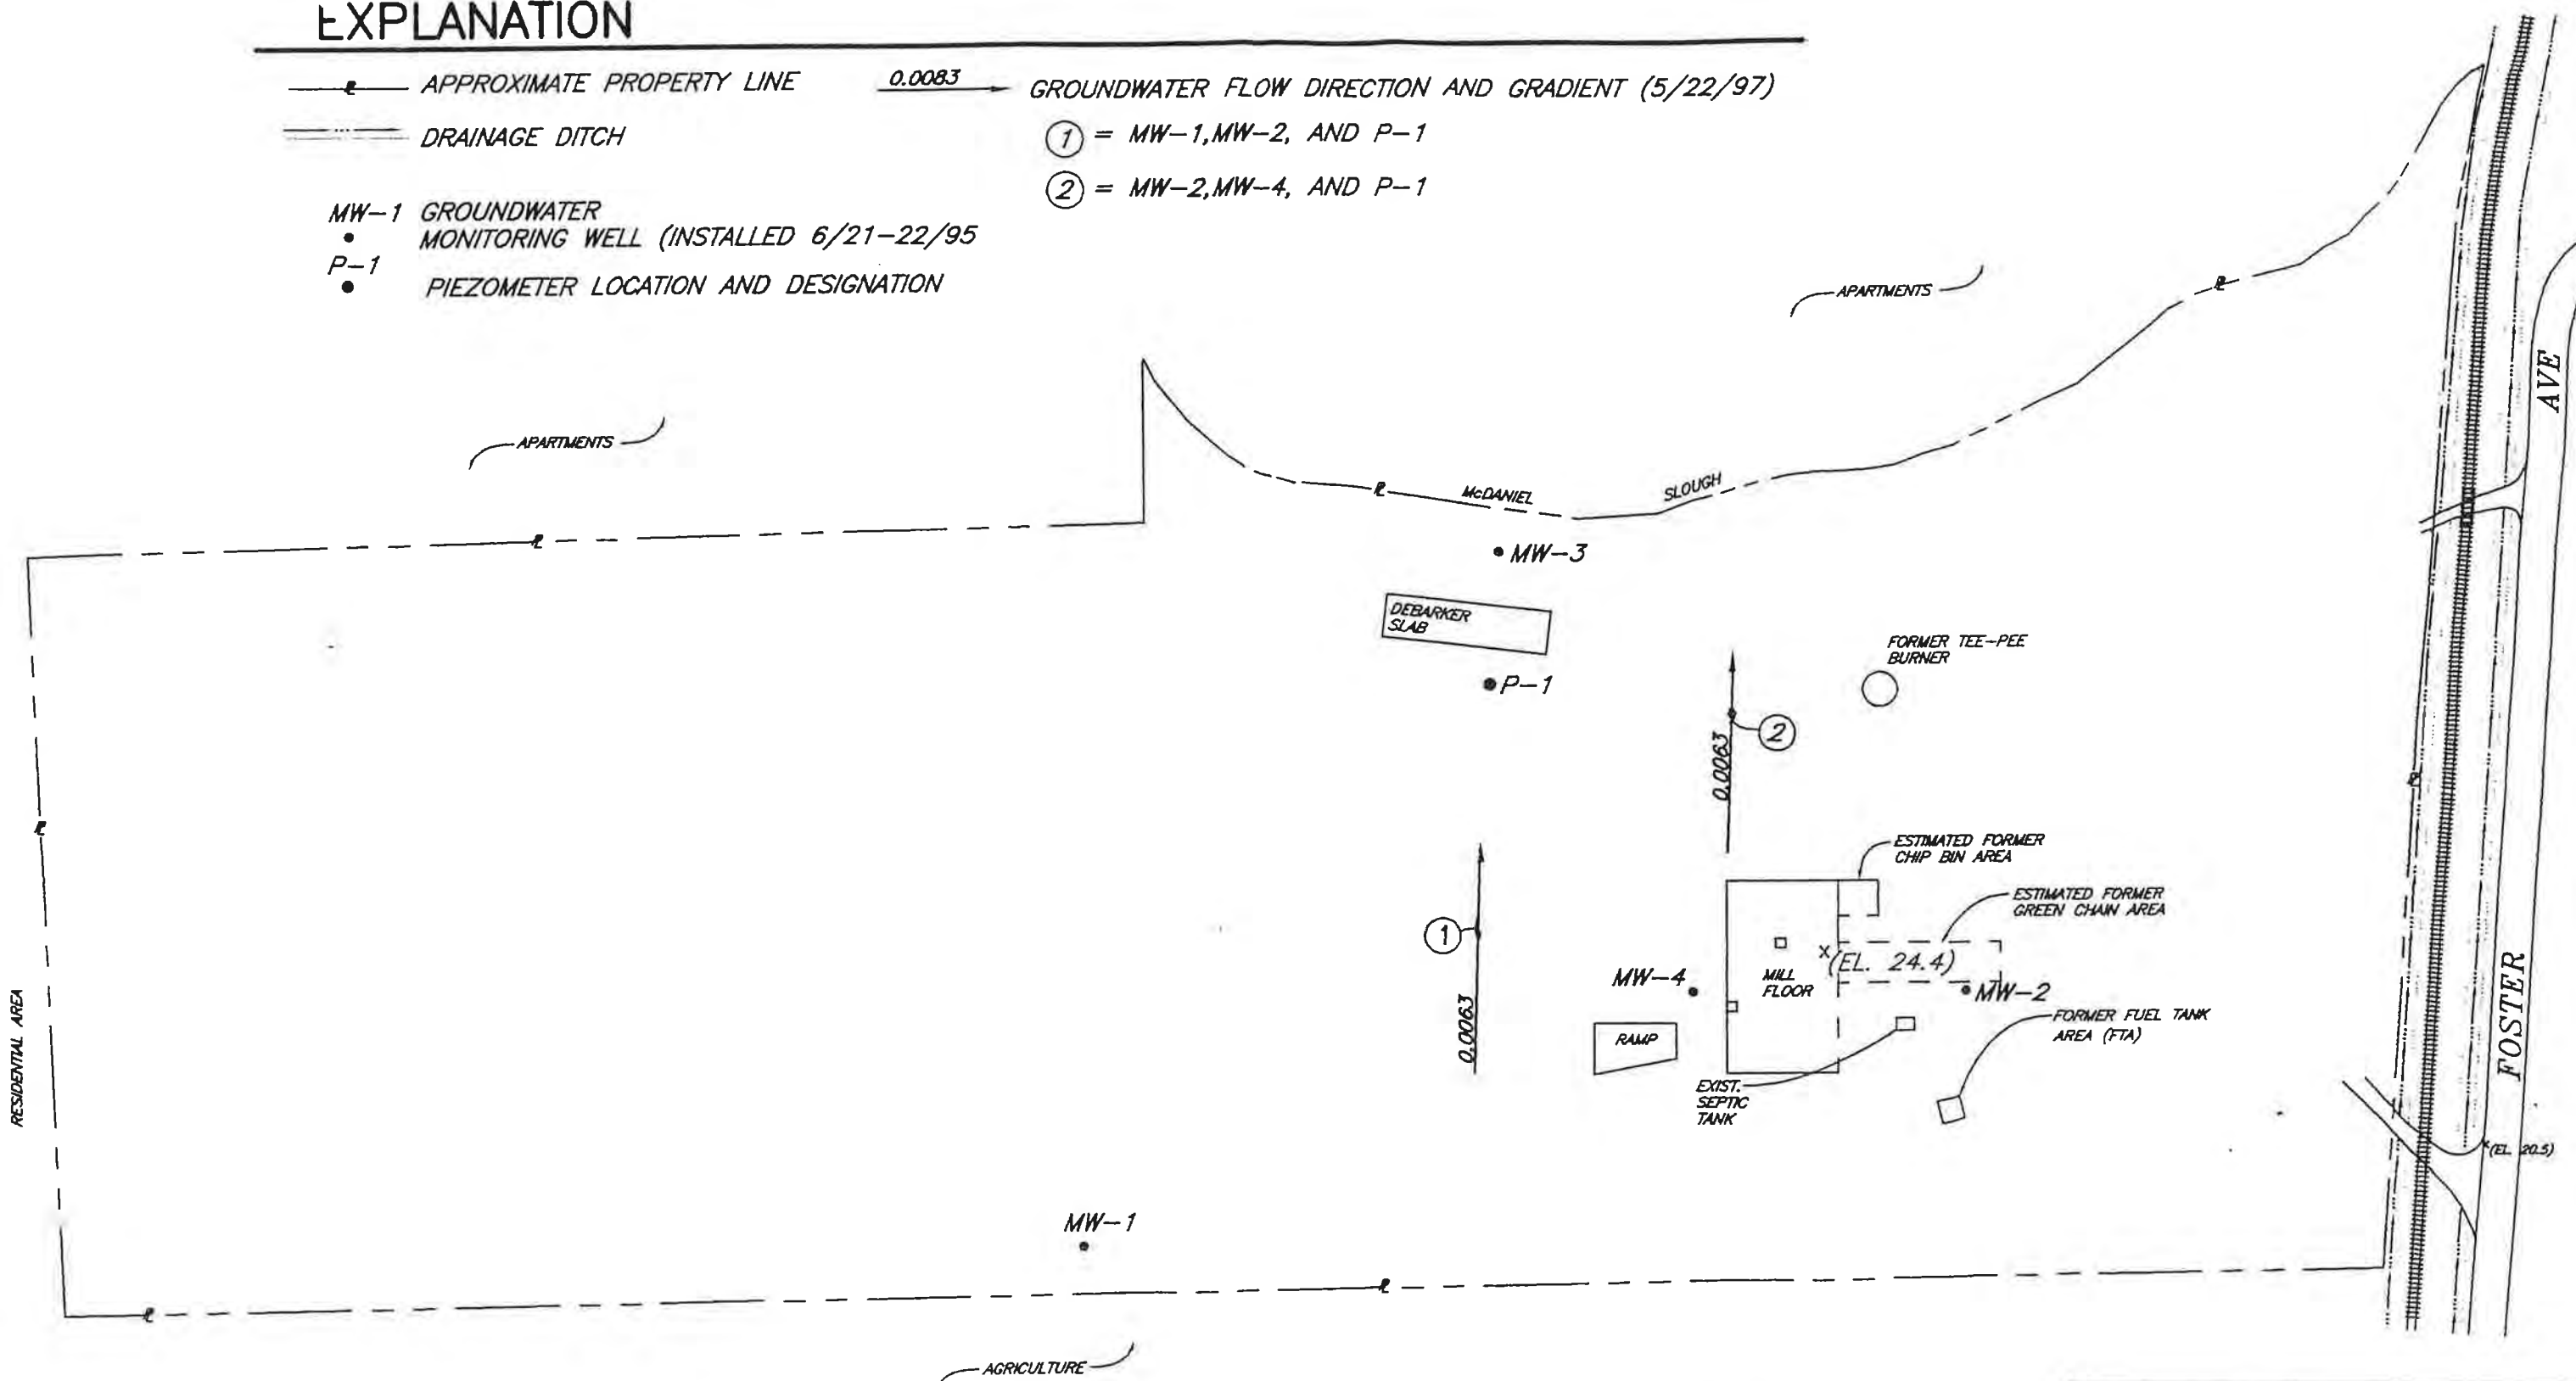 EXPLANATION
APPROXIMATE PROPERTY LINE
0.0083
GROUNDWATER FLOW DIRECTION AND GRADIENT (5/22/97)
DRAINAGE DITCH
1 = MW-1,MW-2, AND P-1
2 = MW-2,MW-4, AND P-1
MW-1 GROUNDWATER
MONITORING WELL (INSTALLED 6/21-22/95
P-1
PIEZOMETER LOCATION AND DESIGNATION
APARTMENTS
APARTMENTS
McDANIEL
SLOUGH
AVE
MW-3
DEBARKER
SLAB
FORMER TEE-PEE
BURNER
P-1
2
0.0063
ESTIMATED FORMER
CHIP BIN AREA
ESTIMATED FORMER
GREEN CHAIN AREA
1
0.0063
MW-4
MILL
FLOOR
X
(EL. 24.4)
MW-2
FORMER FUEL TANK
AREA (FTA)
RAMP
EXIST.
SEPTIC
TANK
FOSTER
RESIDENTIAL AREA
X
(EL. 20.5)
MW-1
AGRICULTURE